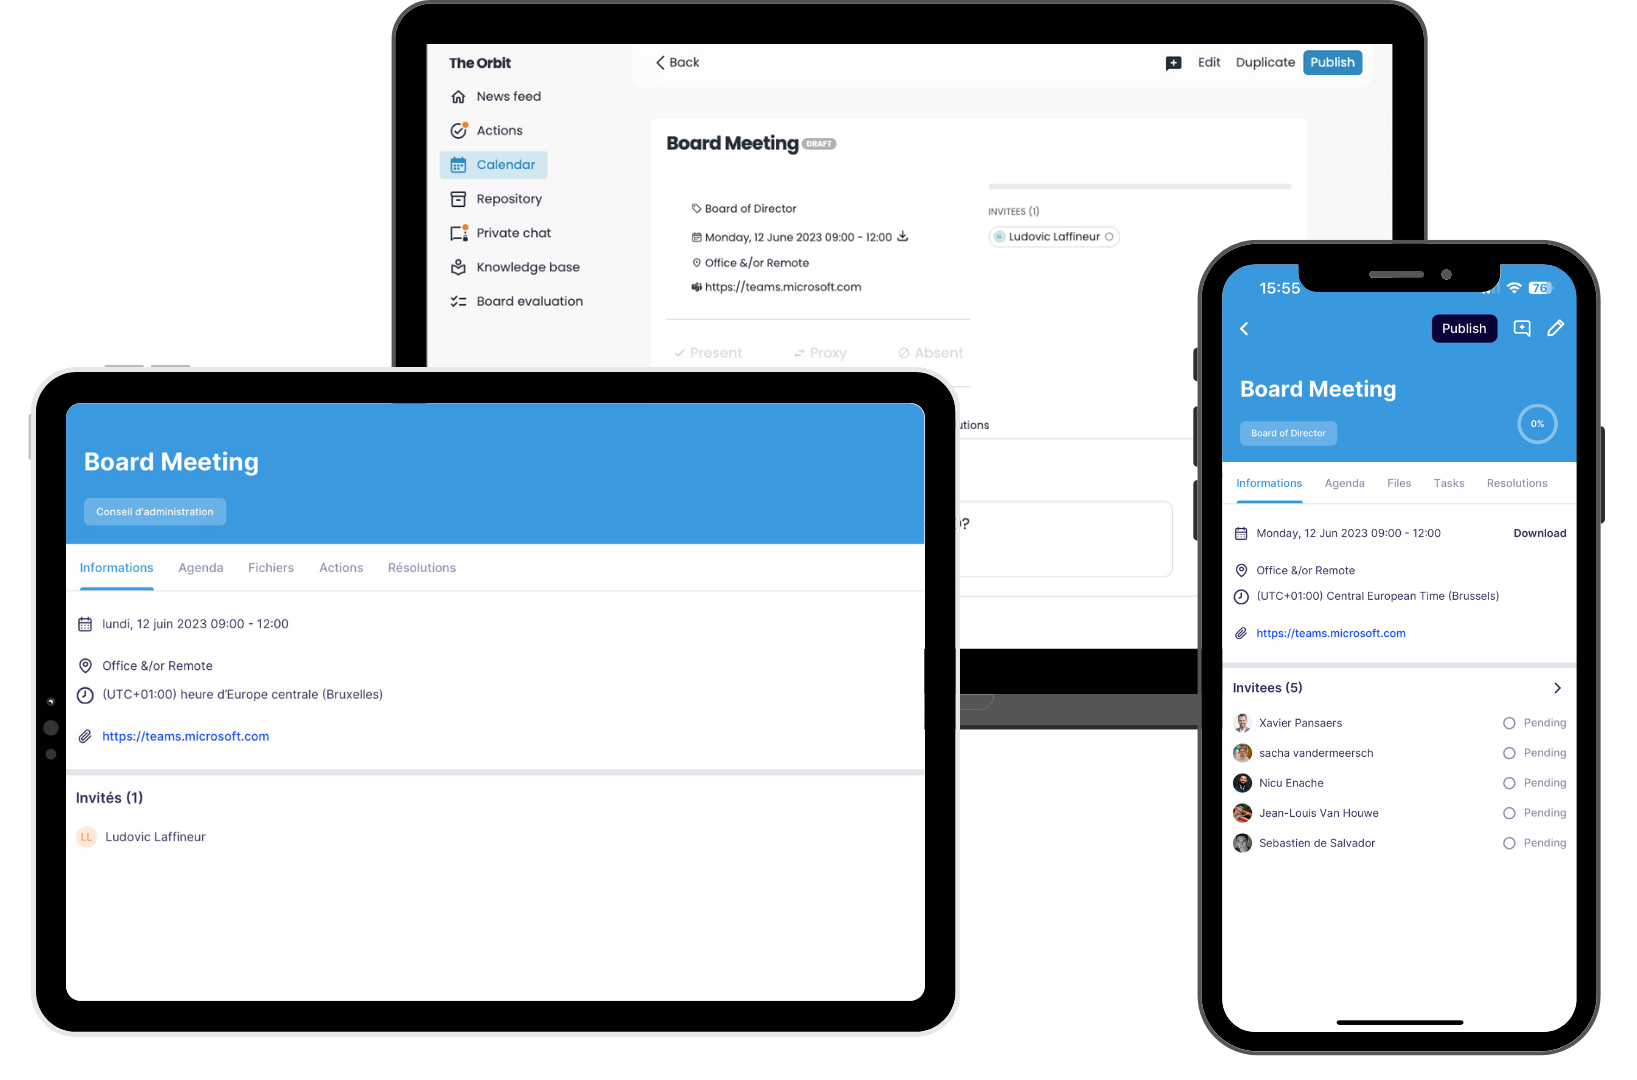 The Orbit
News feed
Actions
Calendar
Repository
Private chat
Knowledge base
Board evaluation
Back
Edit Duplicate Publish
Board Meeting DRAFT
Board of Director
Monday, 12 June 2023 09:00 - 12:00
Office &/or Remote
https://teams.microsoft.com
INVITEES (1)
Ludovic Laffineur
Present Proxy Absent
Board Meeting
Conseil d'administration
Informations Agenda Fichiers Actions Résolutions
lundi, 12 juin 2023 09:00 - 12:00
Office &/or Remote
(UTC+01:00) heure d'Europe centrale (Bruxelles)
https://teams.microsoft.com
Invités (1)
LL Ludovic Laffineur
15:55
76
Publish
Board Meeting
Board of Director
0%
Informations Agenda Files Tasks Resolutions
Monday, 12 Jun 2023 09:00 - 12:00 Download
Office &/or Remote
(UTC+01:00) Central European Time (Brussels)
https://teams.microsoft.com
Invitees (5)
Xavier Pansaers Pending
sacha vandermeersch Pending
Nicu Enache Pending
Jean-Louis Van Houwe Pending
Sebastien de Salvador Pending